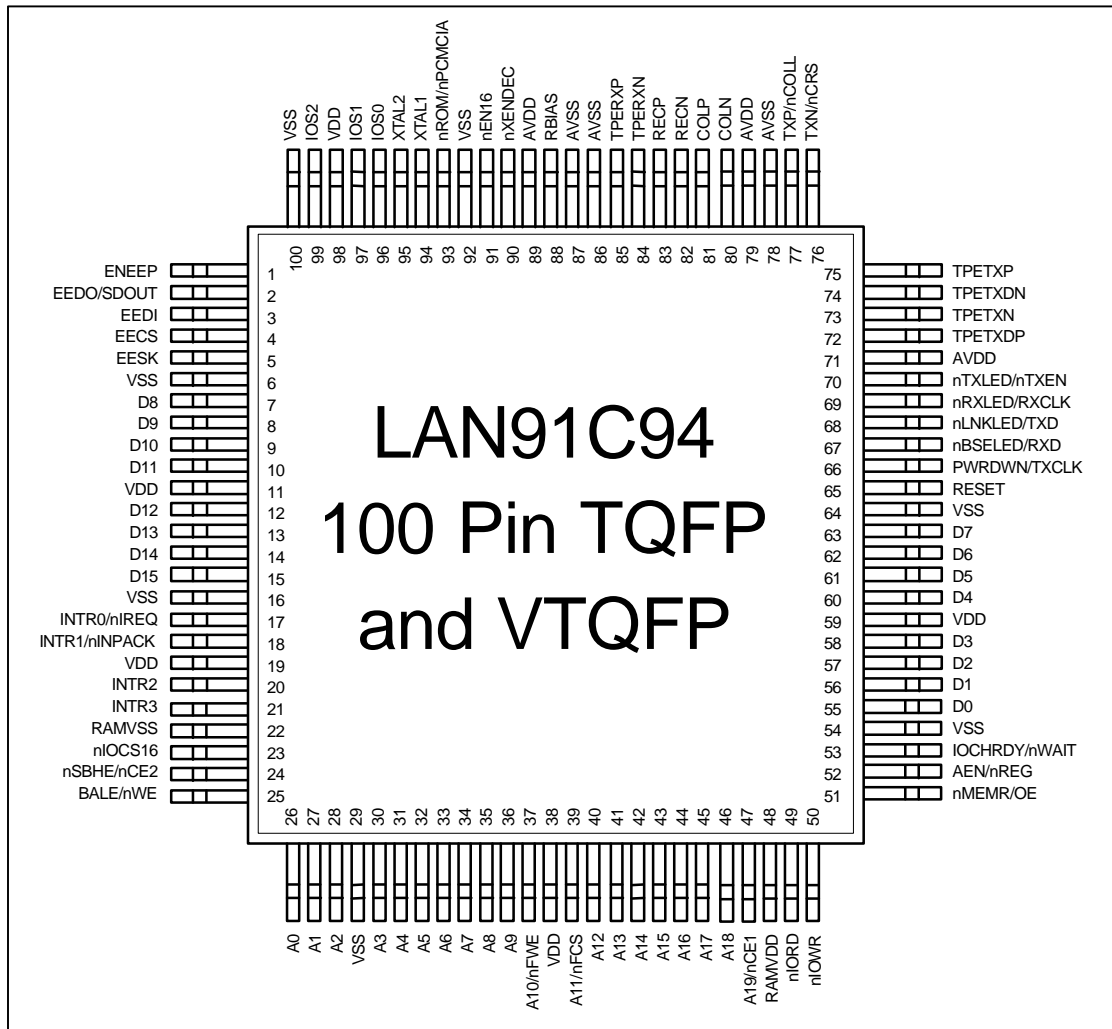 VSS
IOS2
VDD
IOS1
IOS0
XTAL2
XTAL1
nROM/nPCMCIA
VSS
nEN16
nXENDEC
AVDD
RBIAS
AVSS
AVSS
TPERXP
TPERXN
RECP
RECN
COLP
COLN
AVDD
AVSS
TXP/nCOLL
TXN/nCRS
100
99
98
97
96
95
94
93
92
91
90
89
88
87
86
85
84
83
82
81
80
79
78
77
76
ENEEP 1
EEDO/SDOUT 2
EEDI 3
EECS 4
EESK 5
VSS 6
D8 7
D9 8
D10 9
D11 10
VDD 11
D12 12
D13 13
D14 14
D15 15
VSS 16
INTR0/nIREQ 17
INTR1/nINPACK 18
VDD 19
INTR2 20
INTR3 21
RAMVSS 22
nIOCS16 23
nSBHE/nCE2 24
BALE/nWE 25
LAN91C94
100 Pin TQFP
and VTQFP
75 TPETXP
74 TPETXDN
73 TPETXN
72 TPETXDP
71 AVDD
70 nTXLED/nTXEN
69 nRXLED/RXCLK
68 nLNKLED/TXD
67 nBSELED/RXD
66 PWRDWN/TXCLK
65 RESET
64 VSS
63 D7
62 D6
61 D5
60 D4
59 VDD
58 D3
57 D2
56 D1
55 D0
54 VSS
53 IOCHRDY/nWAIT
52 AEN/nREG
51 nMEMR/OE
26
27
28
29
30
31
32
33
34
35
36
37
38
39
40
41
42
43
44
45
46
47
48
49
50
A0
A1
A2
VSS
A3
A4
A5
A6
A7
A8
A9
A10/nFWE
VDD
A11/nFCS
A12
A13
A14
A15
A16
A17
A18
A19/nCE1
RAMVDD
nIORD
nIOWR